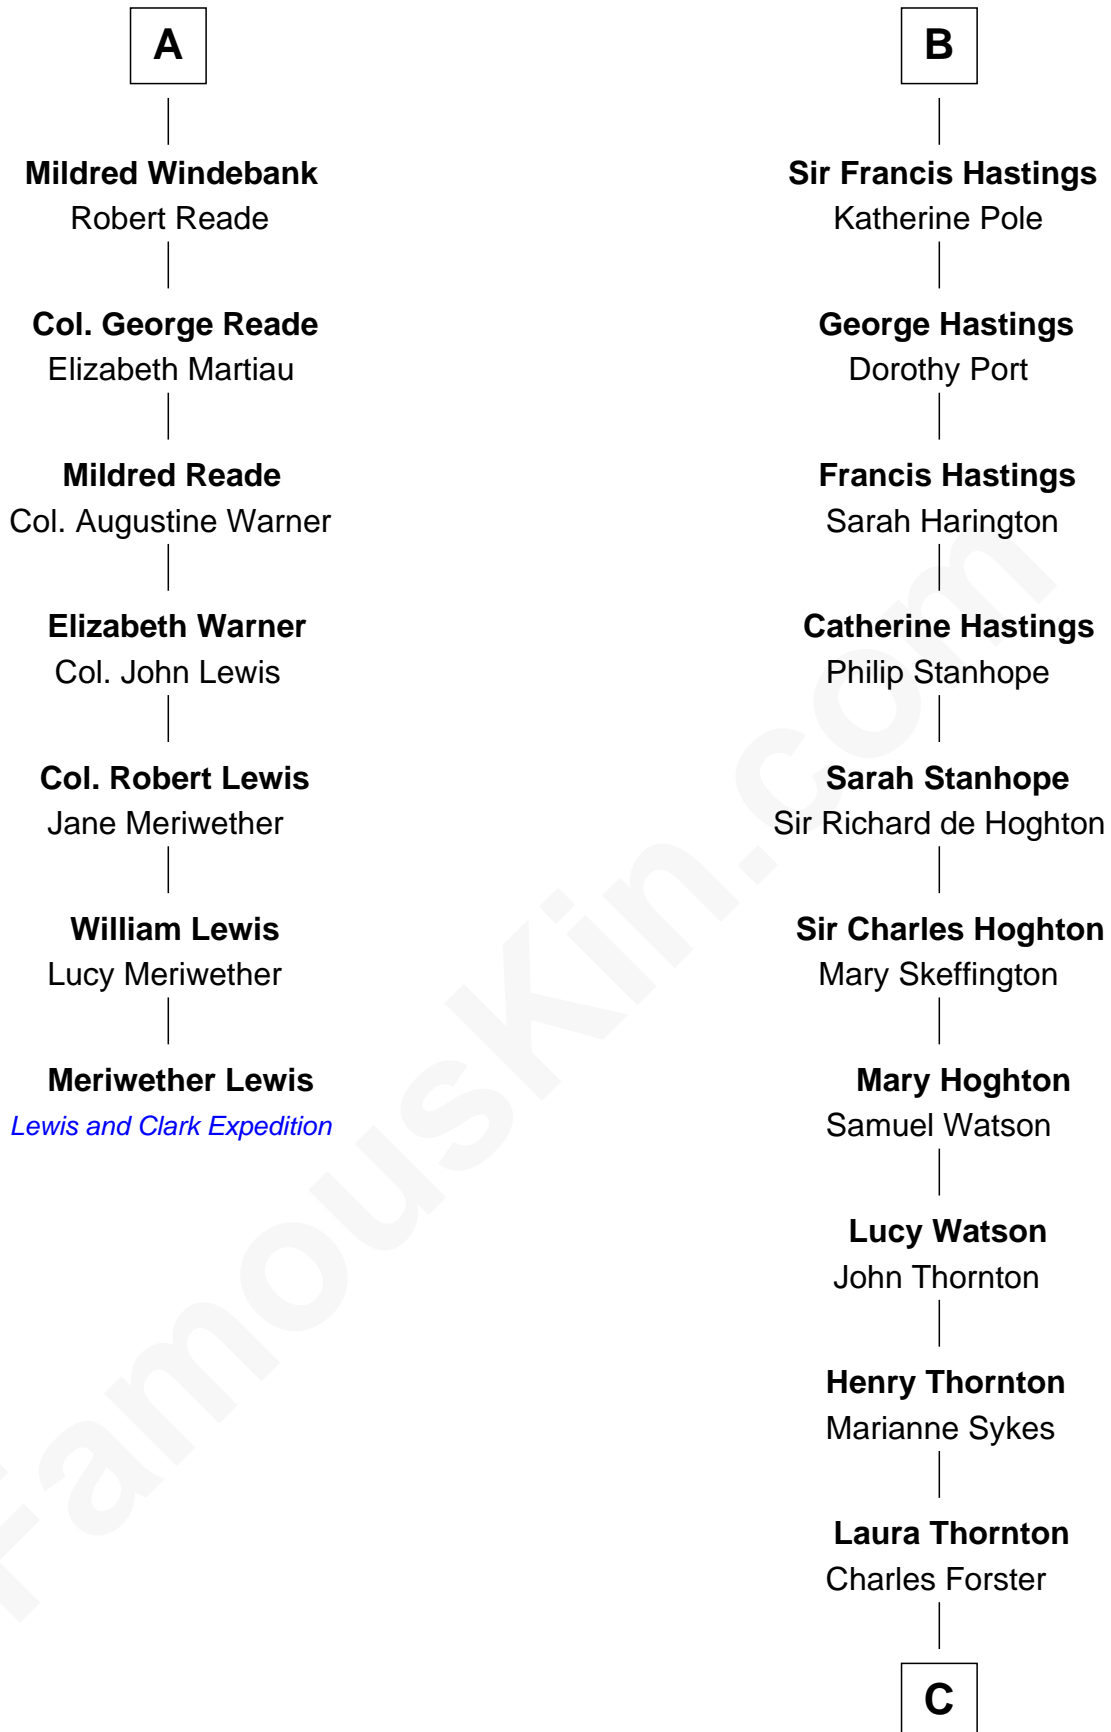 A
Mildred Windebank
Robert Reade
Col. George Reade
Elizabeth Martiau
Mildred Reade
Col. Augustine Warner
Elizabeth Warner
Col. John Lewis
Col. Robert Lewis
Jane Meriwether
William Lewis
Lucy Meriwether
Meriwether Lewis
Lewis and Clark Expedition
B
Sir Francis Hastings
Katherine Pole
George Hastings
Dorothy Port
Francis Hastings
Sarah Harington
Catherine Hastings
Philip Stanhope
Sarah Stanhope
Sir Richard de Hoghton
Sir Charles Hoghton
Mary Skeffington
Mary Hoghton
Samuel Watson
Lucy Watson
John Thornton
Henry Thornton
Marianne Sykes
Laura Thornton
Charles Forster
C
FamousKin.com